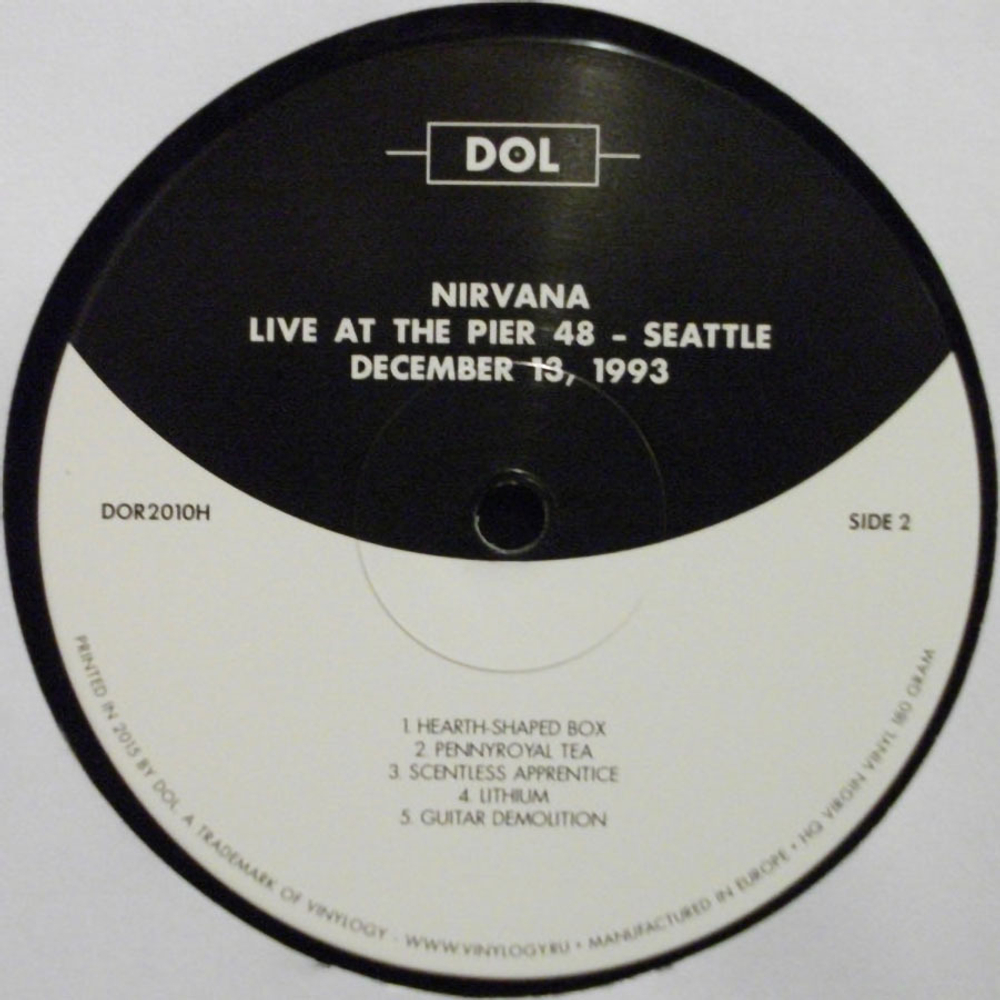 DOL
NIRVANA
LIVE AT THE PIER 48 – SEATTLE
DECEMBER 13, 1993
DOR2010H
SIDE 2
1. HEARTH-SHAPED BOX
2. PENNYROYAL TEA
3. SCENTLESS APPRENTICE
4. LITHIUM
5. GUITAR DEMOLITION
PRINTED IN 2015 BY DOL. A TRADEMARK OF VINYLOGY - WWW.VINYLOGY.RU • MANUFACTURED IN EUROPE • HQ VIRGIN VINYL 180 GRAM